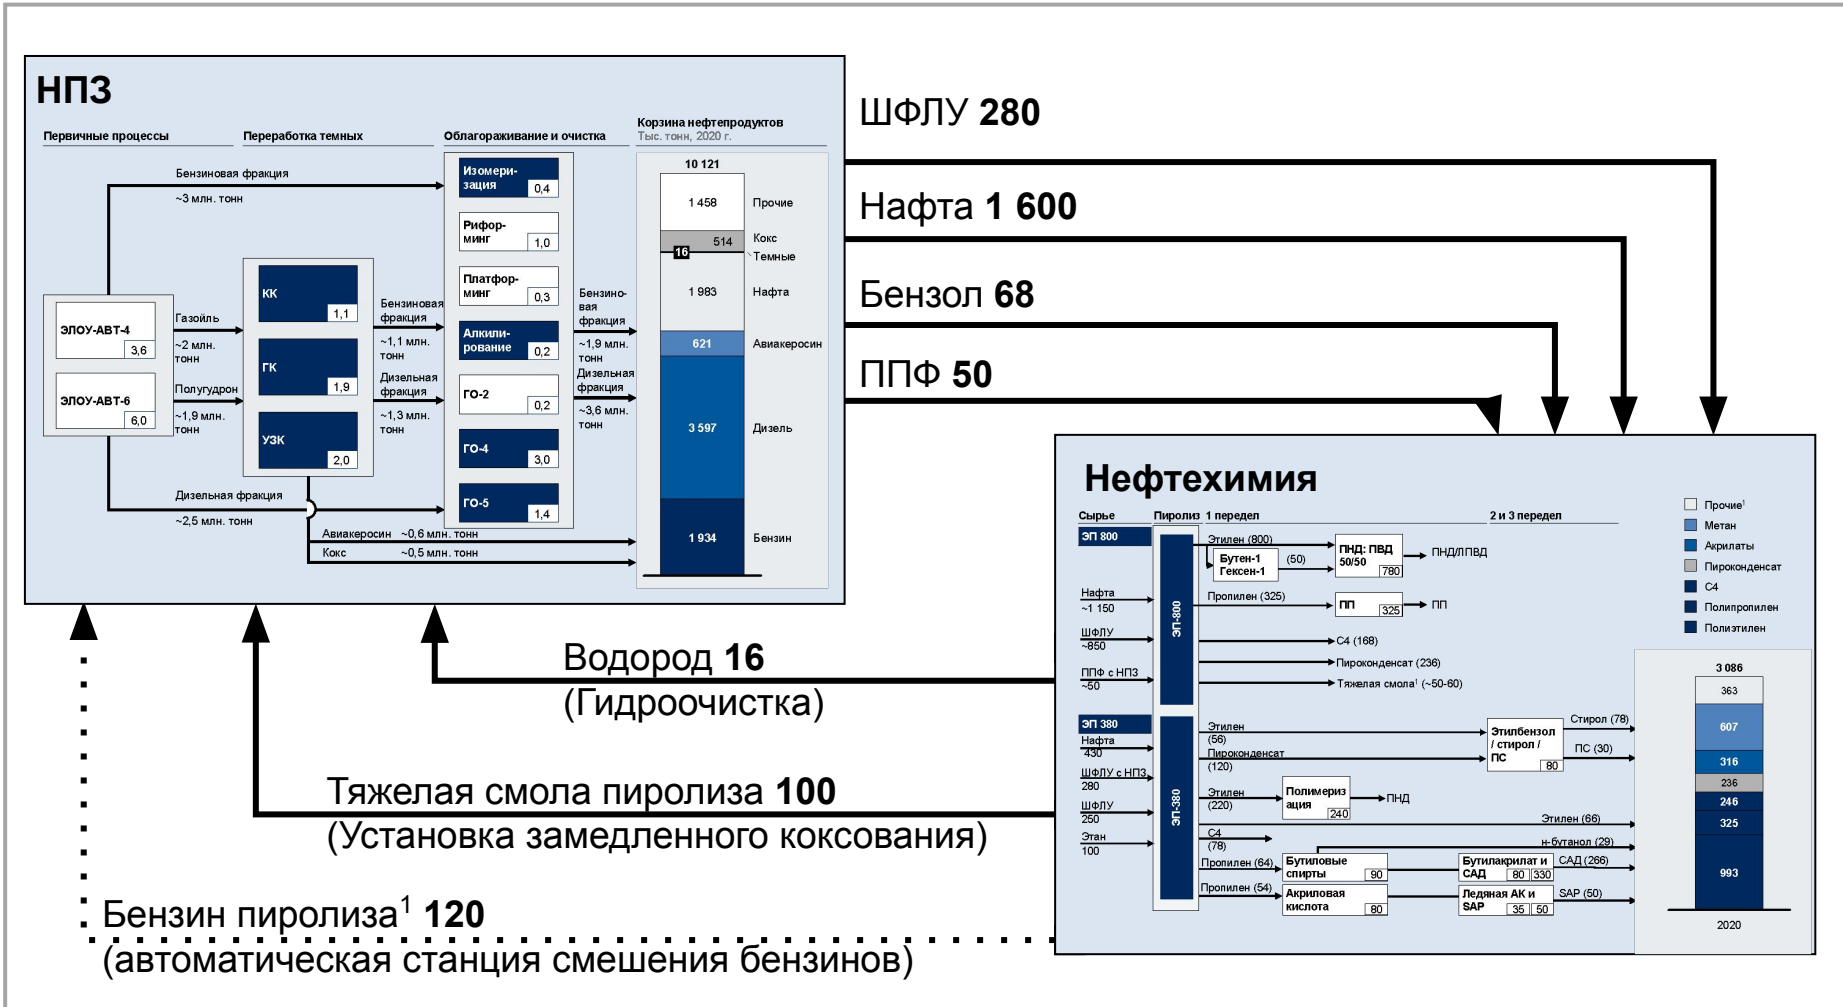 НПЗ
Первичные процессы
Переработка темных
Облагораживание и очистка
Корзина нефтепродуктов
Тыс. тонн, 2020 г.
Бензиновая фракция
~3 млн. тонн
ЭЛОУ-АВТ-4
3,6
ЭЛОУ-АВТ-6
6,0
Газойль
~2 млн.
тонн
Полугудрон
~1,9 млн.
тонн
Дизельная фракция
~2,5 млн. тонн
КК
1,1
ГК
1,9
УЗК
2,0
Бензиновая
фракция
~1,1 млн.
тонн
Дизельная
фракция
~1,3 млн.
тонн
Авиакеросин ~0,6 млн. тонн
Кокс ~0,5 млн. тонн
Изомери-
зация
0,4
Рифор-
минг
1,0
Платфор-
минг
0,3
Алкили-
рование
0,2
ГО-2
0,2
ГО-4
3,0
ГО-5
1,4
Бензино-
вая
фракция
~1,9 млн.
тонн
Дизельная
фракция
~3,6 млн.
тонн
10 121
1 458
Прочие
514
Кокс
16
Темные
1 983
Нафта
621
Авиакеросин
3 597
Дизель
1 934
Бензин
ШФЛУ 280
Нафта 1 600
Бензол 68
ППФ 50
Водород 16
(Гидроочистка)
Тяжелая смола пиролиза 100
(Установка замедленного коксования)
Бензин пиролиза¹ 120
(автоматическая станция смешения бензинов)
Нефтехимия
Сырье
Пиролиз
1 передел
2 и 3 передел
ЭП 800
Нафта
~1 150
ШФЛУ
~850
ППФ с НПЗ
~50
ЭП-800
Этилен (800)
Бутен-1
Гексен-1
(50)
ПНД: ПВД
50/50
780
ПНД/ЛПВД
Пропилен (325)
ПП
325
ПП
С4 (168)
Пироконденсат (236)
Тяжелая смола¹ (~50-60)
ЭП 380
Нафта
430
ШФЛУ с НПЗ
280
ШФЛУ
250
Этан
100
ЭП-380
Этилен
(56)
Пироконденсат
(120)
Этилбензол
/ стирол /
ПС
80
Стирол (78)
ПС (30)
Этилен
(220)
Полимериз
ация
240
ПНД
Этилен (66)
С4
(78)
н-бутанол (29)
Пропилен (64)
Бутиловые
спирты
90
Бутилакрилат и
САД
80 330
САД (266)
Пропилен (54)
Акриловая
кислота
80
Ледяная АК и
SAP
35 50
SAP (50)
Прочие¹
Метан
Акрилаты
Пироконденсат
С4
Полипропилен
Полиэтилен
3 086
363
607
316
236
246
325
993
2020